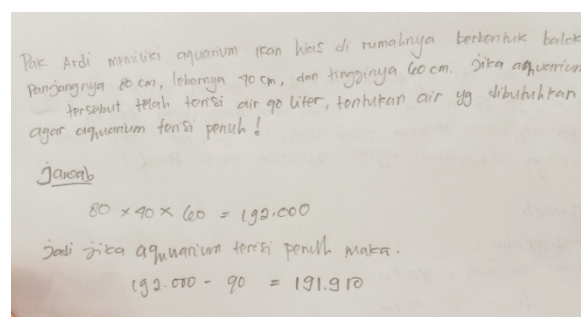 Pak Ardi memiliki aquarium ikan hias di rumahnya berbentuk balok
Panjangnya 80 cm, lebarnya 40 cm, dan tingginya 60 cm. Jika aquarium
tersebut telah terisi air 90 liter, tentukan air yg dibutuhkan
agar aquarium terisi penuh!
Jawab
80 × 40 × 60 = 192.000
Jadi jika aquarium terisi penuh maka.
192.000 - 90 = 191.910